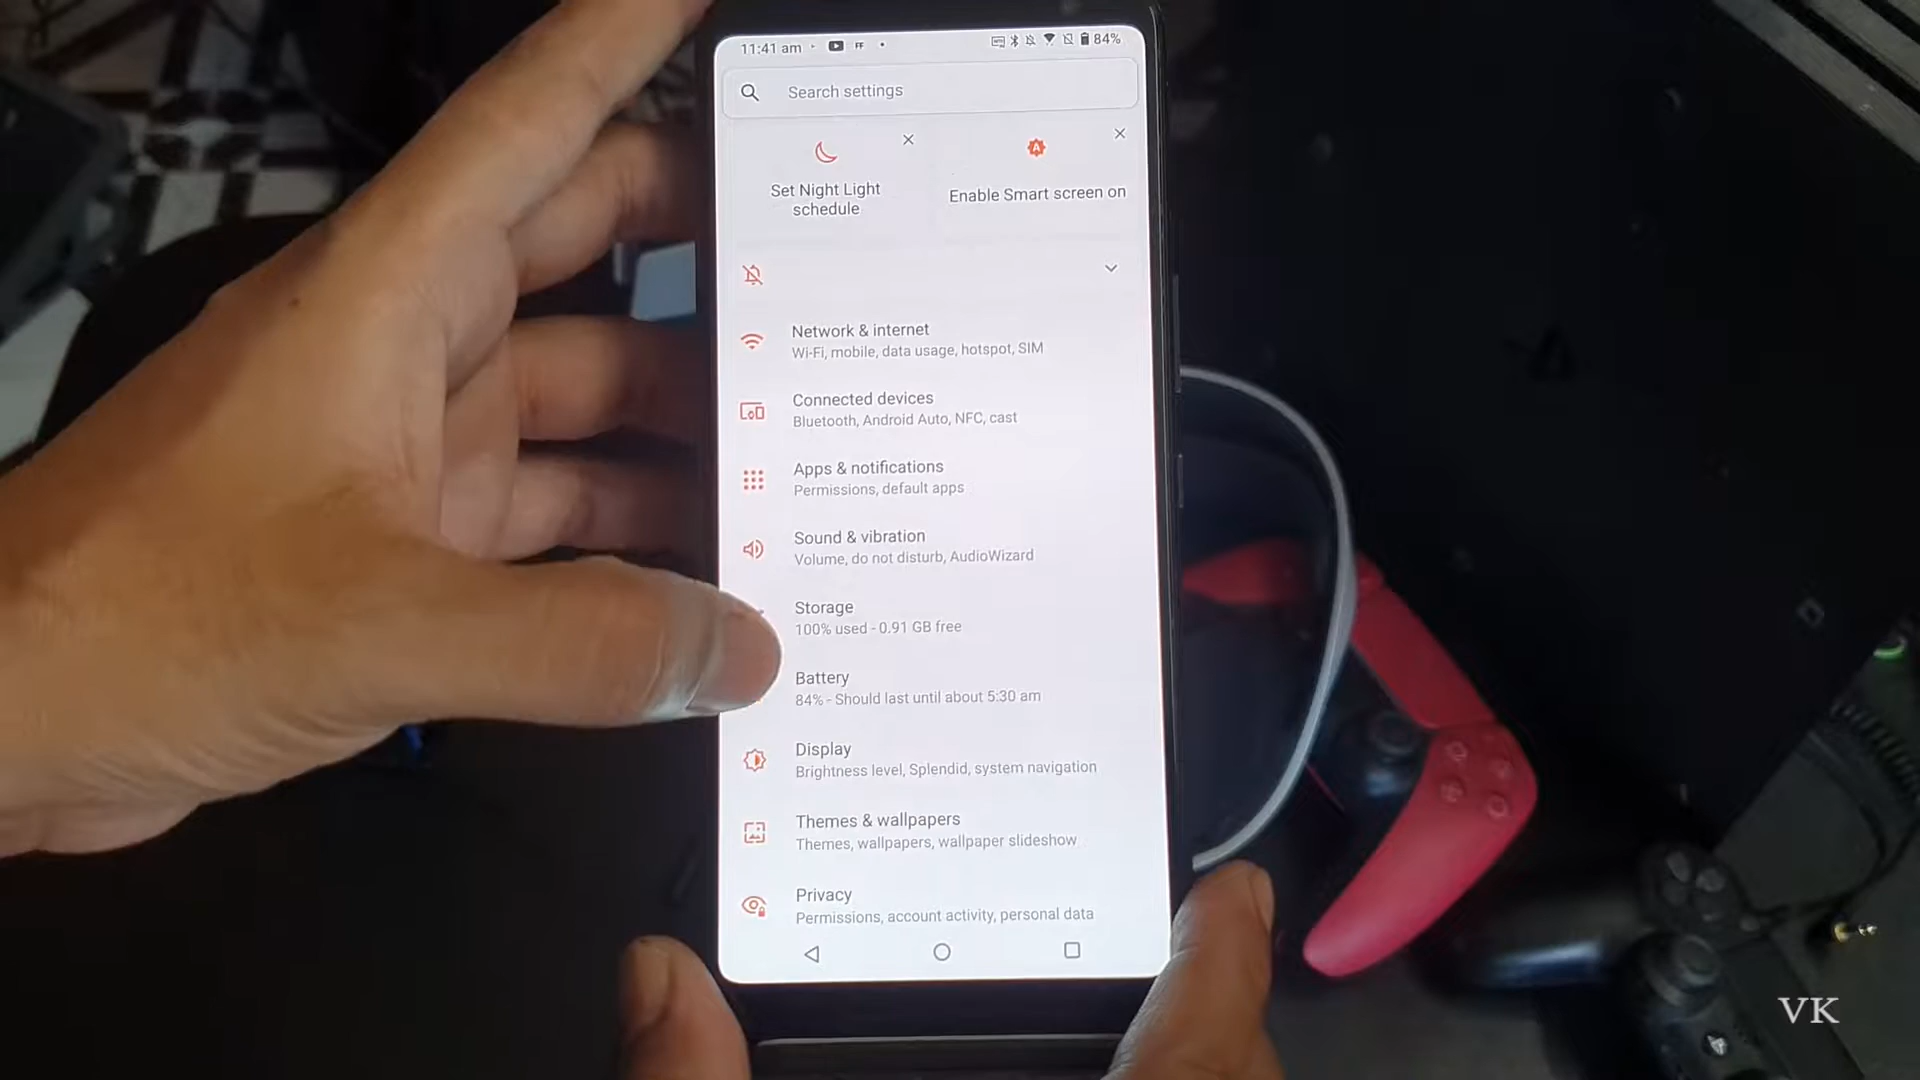 11:41 am
FF
84%
Search settings
Set Night Light
schedule
Enable Smart screen on
Network & internet
Wi-Fi, mobile, data usage, hotspot, SIM
Connected devices
Bluetooth, Android Auto, NFC, cast
Apps & notifications
Permissions, default apps
Sound & vibration
Volume, do not disturb, AudioWizard
Storage
100% used - 0.91 GB free
Battery
84% - Should last until about 5:30 am
Display
Brightness level, Splendid, system navigation
Themes & wallpapers
Themes, wallpapers, wallpaper slideshow
Privacy
Permissions, account activity, personal data
VK